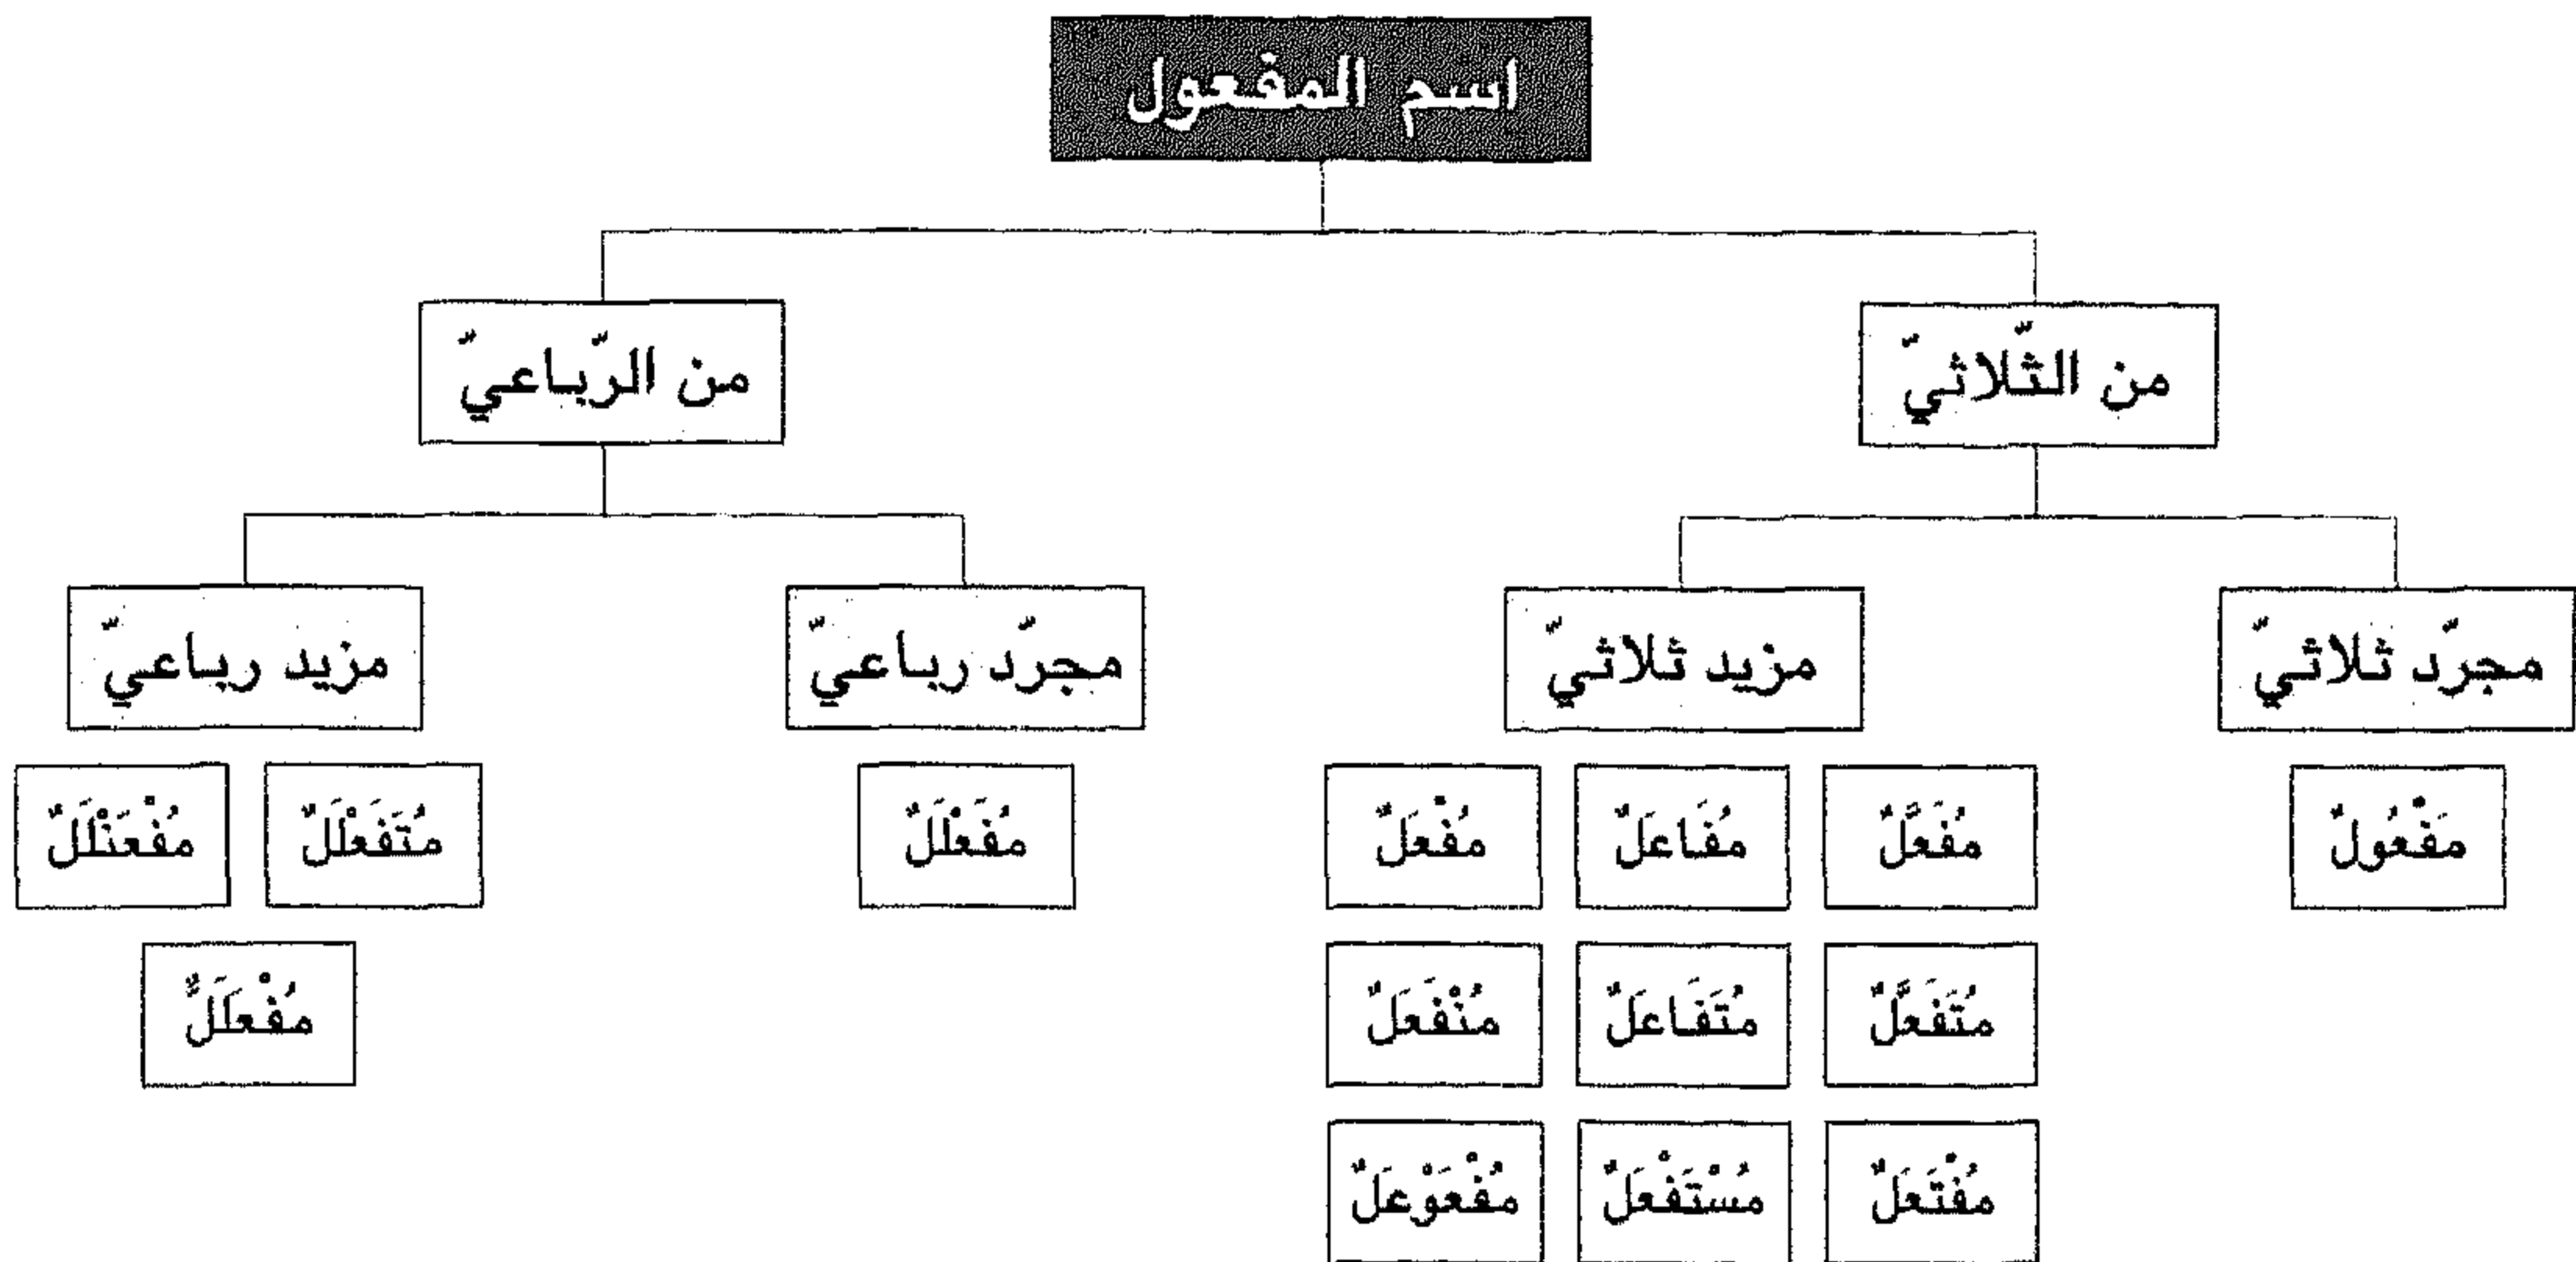 اسم المفعول
من الثّلاثيّ
من الرّباعيّ
مجرّد ثلاثيّ
مزيد ثلاثيّ
مجرّد رباعيّ
مزيد رباعيّ
مَفْعُولٌ
مُفَعَّلٌ
مُفَاعَلٌ
مُفْعَلٌ
مُفَعْلَلٌ
مُتَفَعْلَلٌ
مُفْعَنْلَلٌ
مُتَفَعَّلٌ
مُتَفَاعَلٌ
مُنْفَعَلٌ
مُفْعَلَلٌّ
مُفْتَعَلٌ
مُسْتَفْعَلٌ
مُفْعَوْعَلٌ